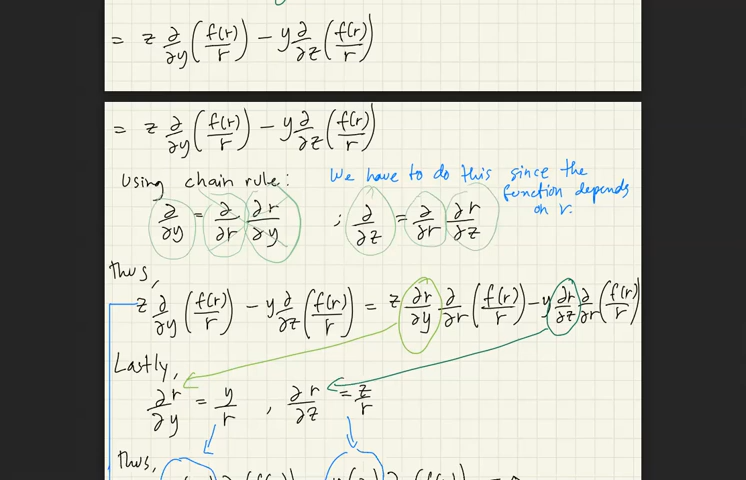 = z ∂/∂y (f(r)/r) − y ∂/∂z (f(r)/r)
= z ∂/∂y (f(r)/r) − y ∂/∂z (f(r)/r)
Using chain rule:
We have to do this since the
function depends
on r.
∂/∂y = ∂/∂r ∂r/∂y ; ∂/∂z = ∂/∂r ∂r/∂z
thus,
z ∂/∂y (f(r)/r) − y ∂/∂z (f(r)/r) = z ∂r/∂y ∂/∂r (f(r)/r) − y ∂r/∂z ∂/∂r (f(r)/r)
Lastly,
∂r/∂y = y/r , ∂r/∂z = z/r
thus,